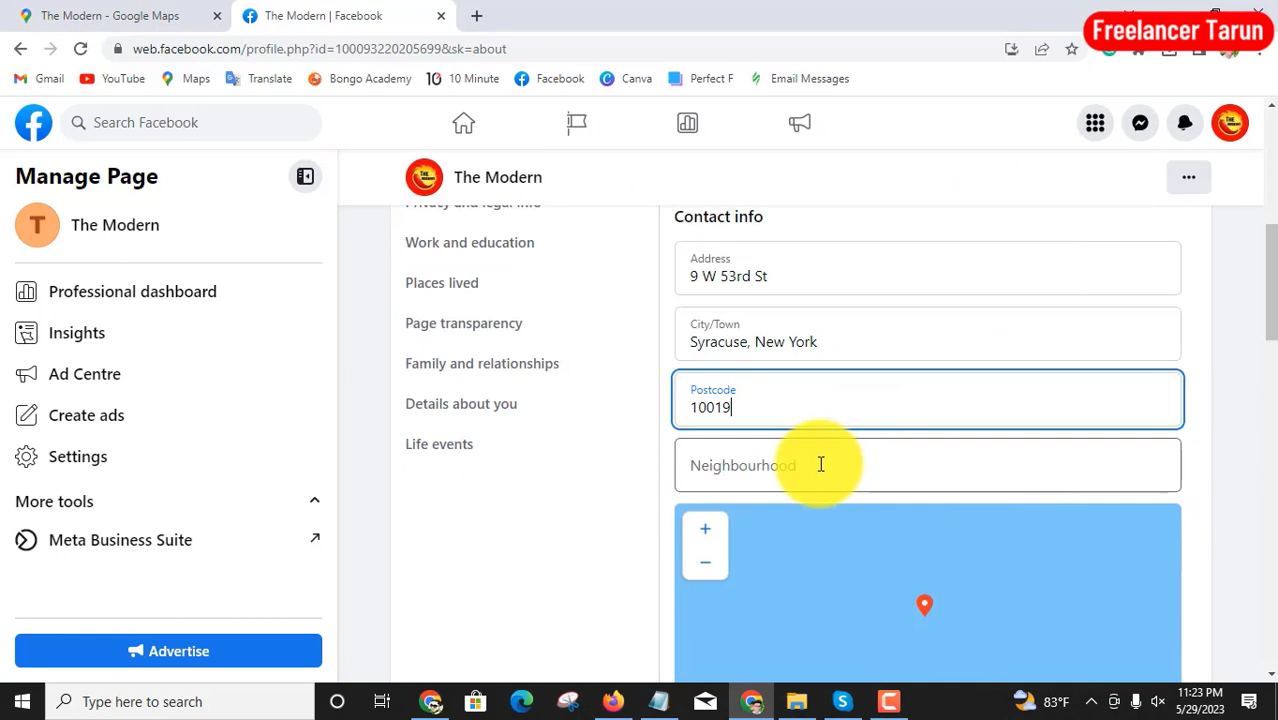 The Modern - Google Maps
The Modern | Facebook
Freelancer Tarun
web.facebook.com/profile.php?id=100093220205699&sk=about
Gmail
YouTube
Maps
Translate
Bongo Academy
10 Minute
Facebook
Canva
Perfect F
Email Messages
Search Facebook
Manage Page
T
The Modern
Professional dashboard
Insights
Ad Centre
Create ads
Settings
More tools
Meta Business Suite
Advertise
The Modern
Privacy and legal info
Work and education
Places lived
Page transparency
Family and relationships
Details about you
Life events
Contact info
Address
9 W 53rd St
City/Town
Syracuse, New York
Postcode
10019
Neighbourhood
+
−
Type here to search
83°F
11:23 PM
5/29/2023